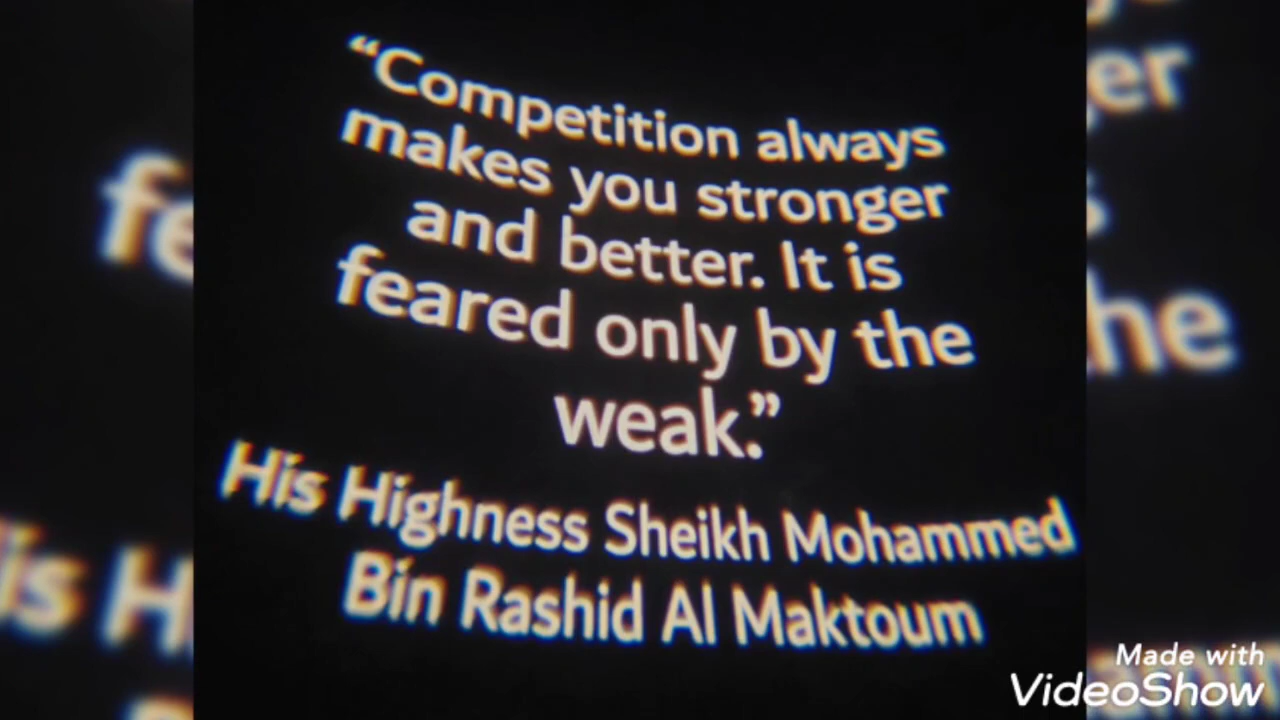 “Competition always
makes you stronger
and better. It is
feared only by the
weak.”
His Highness Sheikh Mohammed
Bin Rashid Al Maktoum
Made with
VideoShow